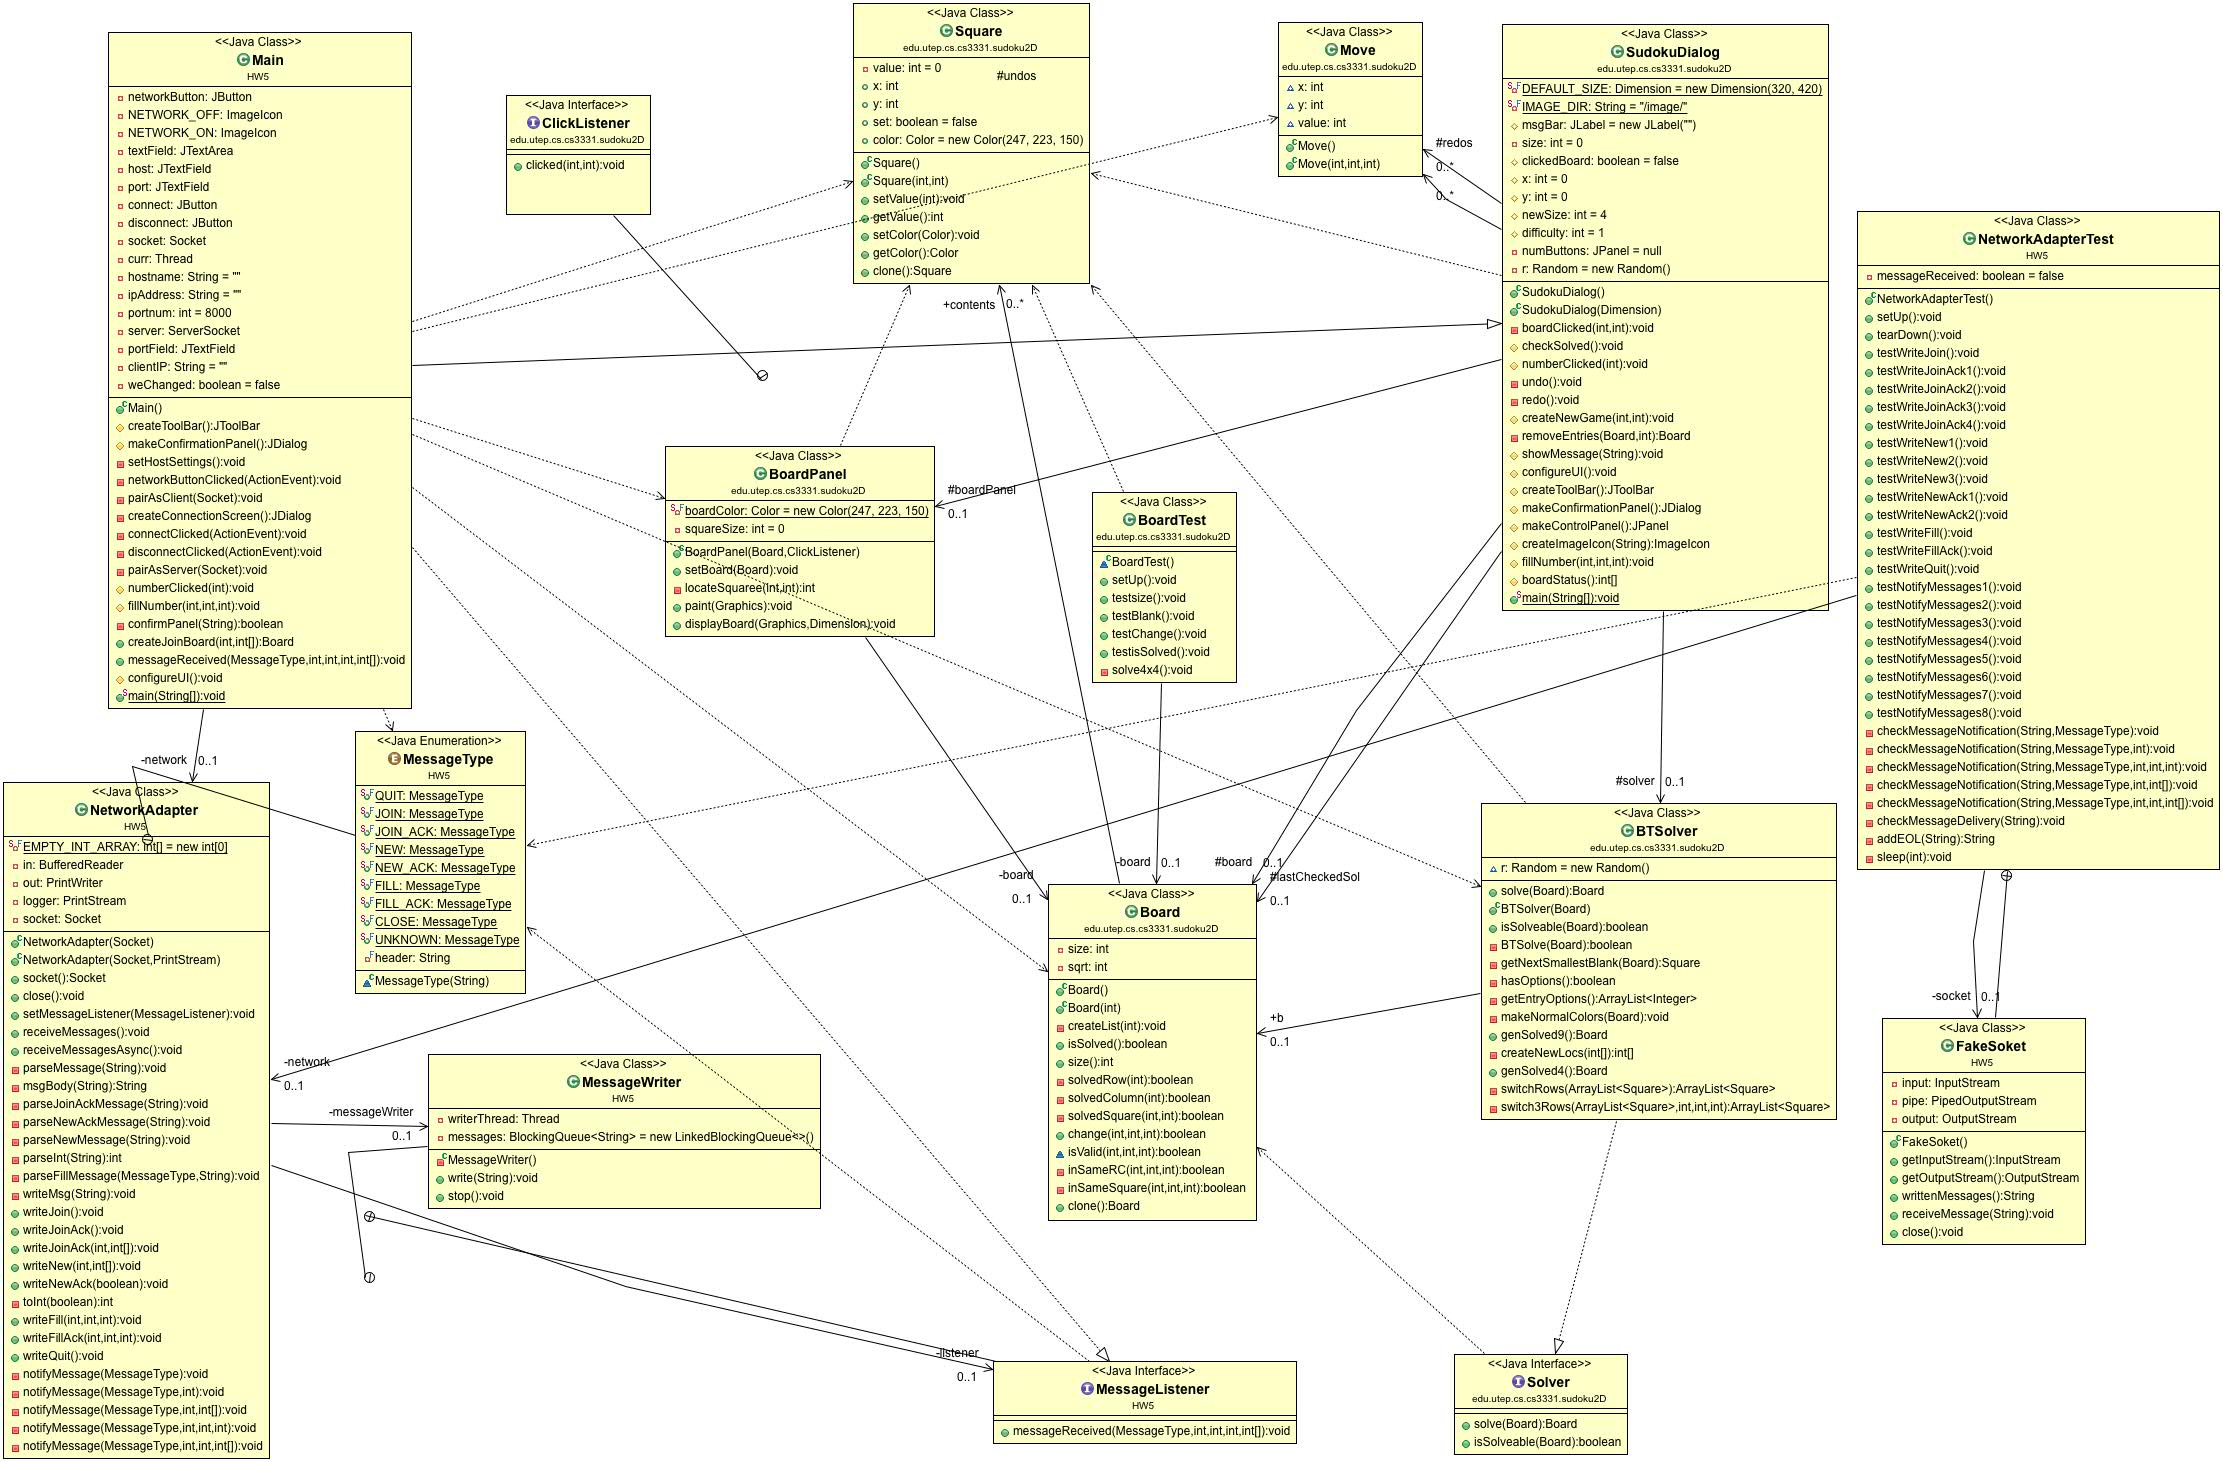 <<Java Class>>
Main
HW5
networkButton: JButton
NETWORK_OFF: ImageIcon
NETWORK_ON: ImageIcon
textField: JTextArea
host: JTextField
port: JTextField
connect: JButton
disconnect: JButton
socket: Socket
curr: Thread
hostname: String = ""
ipAddress: String = ""
portnum: int = 8000
server: ServerSocket
portField: JTextField
clientIP: String = ""
weChanged: boolean = false
Main()
createToolBar():JToolBar
makeConfirmationPanel():JDialog
setHostSettings():void
networkButtonClicked(ActionEvent):void
pairAsClient(Socket):void
createConnectionScreen():JDialog
connectClicked(ActionEvent):void
disconnectClicked(ActionEvent):void
pairAsServer(Socket):void
numberClicked(int):void
fillNumber(int,int,int):void
confirmPanel(String):boolean
createJoinBoard(int,int[]):Board
messageReceived(MessageType,int,int,int,int[]):void
configureUI():void
main(String[]):void
<<Java Interface>>
ClickListener
edu.utep.cs.cs3331.sudoku2D
clicked(int,int):void
<<Java Class>>
Square
edu.utep.cs.cs3331.sudoku2D
value: int = 0
#undos
x: int
y: int
set: boolean = false
color: Color = new Color(247, 223, 150)
Square()
Square(int,int)
setValue(int):void
getValue():int
setColor(Color):void
getColor():Color
clone():Square
+contents
0..*
<<Java Class>>
Move
edu.utep.cs.cs3331.sudoku2D
x: int
y: int
value: int
Move()
Move(int,int,int)
#redos
0..*
0..*
<<Java Class>>
SudokuDialog
edu.utep.cs.cs3331.sudoku2D
DEFAULT_SIZE: Dimension = new Dimension(320, 420)
IMAGE_DIR: String = "/image/"
msgBar: JLabel = new JLabel("")
size: int = 0
clickedBoard: boolean = false
x: int = 0
y: int = 0
newSize: int = 4
difficulty: int = 1
numButtons: JPanel = null
r: Random = new Random()
SudokuDialog()
SudokuDialog(Dimension)
boardClicked(int,int):void
checkSolved():void
numberClicked(int):void
undo():void
redo():void
createNewGame(int,int):void
removeEntries(Board,int):Board
showMessage(String):void
configureUI():void
createToolBar():JToolBar
makeConfirmationPanel():JDialog
makeControlPanel():JPanel
createImageIcon(String):ImageIcon
fillNumber(int,int,int):void
boardStatus():int[]
main(String[]):void
<<Java Class>>
NetworkAdapterTest
HW5
messageReceived: boolean = false
NetworkAdapterTest()
setUp():void
tearDown():void
testWriteJoin():void
testWriteJoinAck1():void
testWriteJoinAck2():void
testWriteJoinAck3():void
testWriteJoinAck4():void
testWriteNew1():void
testWriteNew2():void
testWriteNew3():void
testWriteNewAck1():void
testWriteNewAck2():void
testWriteFill():void
testWriteFillAck():void
testWriteQuit():void
testNotifyMessages1():void
testNotifyMessages2():void
testNotifyMessages3():void
testNotifyMessages4():void
testNotifyMessages5():void
testNotifyMessages6():void
testNotifyMessages7():void
testNotifyMessages8():void
checkMessageNotification(String,MessageType):void
checkMessageNotification(String,MessageType,int):void
checkMessageNotification(String,MessageType,int,int,int):void
checkMessageNotification(String,MessageType,int,int[]):void
checkMessageNotification(String,MessageType,int,int,int[]):void
checkMessageDelivery(String):void
addEOL(String):String
sleep(int):void
<<Java Class>>
BoardPanel
edu.utep.cs.cs3331.sudoku2D
boardColor: Color = new Color(247, 223, 150)
squareSize: int = 0
BoardPanel(Board,ClickListener)
setBoard(Board):void
locateSquaree(int,int):int
paint(Graphics):void
displayBoard(Graphics,Dimension):void
#boardPanel
0..1
<<Java Class>>
BoardTest
edu.utep.cs.cs3331.sudoku2D
BoardTest()
setUp():void
testsize():void
testBlank():void
testChange():void
testisSolved():void
solve4x4():void
-network
0..1
<<Java Class>>
NetworkAdapter
HW5
EMPTY_INT_ARRAY: int[] = new int[0]
in: BufferedReader
out: PrintWriter
logger: PrintStream
socket: Socket
NetworkAdapter(Socket)
NetworkAdapter(Socket,PrintStream)
socket():Socket
close():void
setMessageListener(MessageListener):void
receiveMessages():void
receiveMessagesAsync():void
parseMessage(String):void
msgBody(String):String
parseJoinAckMessage(String):void
parseNewAckMessage(String):void
parseNewMessage(String):void
parseInt(String):int
parseFillMessage(MessageType,String):void
writeMsg(String):void
writeJoin():void
writeJoinAck():void
writeJoinAck(int,int[]):void
writeNew(int,int[]):void
writeNewAck(boolean):void
toInt(boolean):int
writeFill(int,int,int):void
writeFillAck(int,int,int):void
writeQuit():void
notifyMessage(MessageType):void
notifyMessage(MessageType,int):void
notifyMessage(MessageType,int,int[]):void
notifyMessage(MessageType,int,int,int):void
notifyMessage(MessageType,int,int,int[]):void
<<Java Enumeration>>
MessageType
HW5
QUIT: MessageType
JOIN: MessageType
JOIN_ACK: MessageType
NEW: MessageType
NEW_ACK: MessageType
FILL: MessageType
FILL_ACK: MessageType
CLOSE: MessageType
UNKNOWN: MessageType
header: String
MessageType(String)
-network
0..1
-messageWriter
0..1
<<Java Class>>
MessageWriter
HW5
writerThread: Thread
messages: BlockingQueue<String> = new LinkedBlockingQueue<>()
MessageWriter()
write(String):void
stop():void
-board
0..1
-board
0..1
#board
0..1
#lastCheckedSol
0..1
<<Java Class>>
Board
edu.utep.cs.cs3331.sudoku2D
size: int
sqrt: int
Board()
Board(int)
createList(int):void
isSolved():boolean
size():int
solvedRow(int):boolean
solvedColumn(int):boolean
solvedSquare(int,int):boolean
change(int,int,int):boolean
isValid(int,int,int):boolean
inSameRC(int,int,int):boolean
inSameSquare(int,int,int):boolean
clone():Board
+b
0..1
#solver
0..1
<<Java Class>>
BTSolver
edu.utep.cs.cs3331.sudoku2D
r: Random = new Random()
solve(Board):Board
BTSolver(Board)
isSolveable(Board):boolean
BTSolve(Board):boolean
getNextSmallestBlank(Board):Square
hasOptions():boolean
getEntryOptions():ArrayList<Integer>
makeNormalColors(Board):void
genSolved9():Board
createNewLocs(int[]):int[]
genSolved4():Board
switchRows(ArrayList<Square>):ArrayList<Square>
switch3Rows(ArrayList<Square>,int,int,int):ArrayList<Square>
-socket
0..1
<<Java Class>>
FakeSoket
HW5
input: InputStream
pipe: PipedOutputStream
output: OutputStream
FakeSoket()
getInputStream():InputStream
getOutputStream():OutputStream
writtenMessages():String
receiveMessage(String):void
close():void
-listener
0..1
<<Java Interface>>
MessageListener
HW5
messageReceived(MessageType,int,int,int,int[]):void
<<Java Interface>>
Solver
edu.utep.cs.cs3331.sudoku2D
solve(Board):Board
isSolveable(Board):boolean